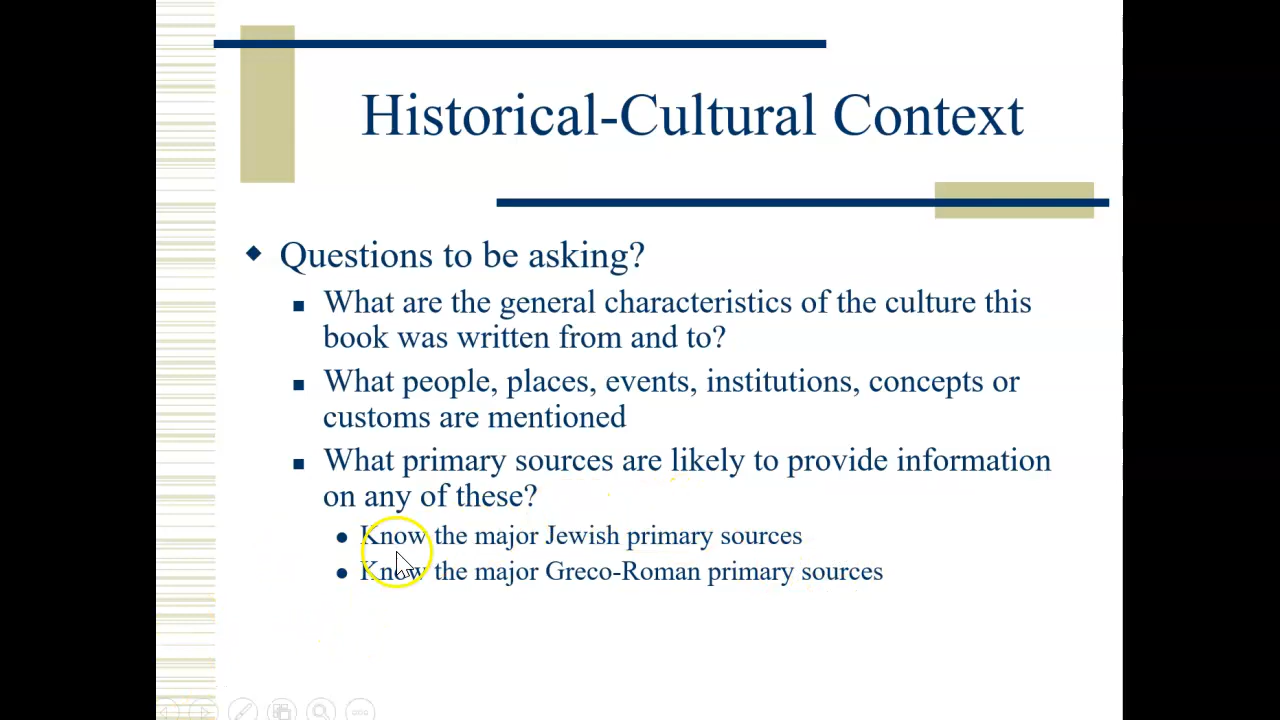 Historical-Cultural Context
Questions to be asking?
What are the general characteristics of the culture this
book was written from and to?
What people, places, events, institutions, concepts or
customs are mentioned
What primary sources are likely to provide information
on any of these?
Know the major Jewish primary sources
Know the major Greco-Roman primary sources